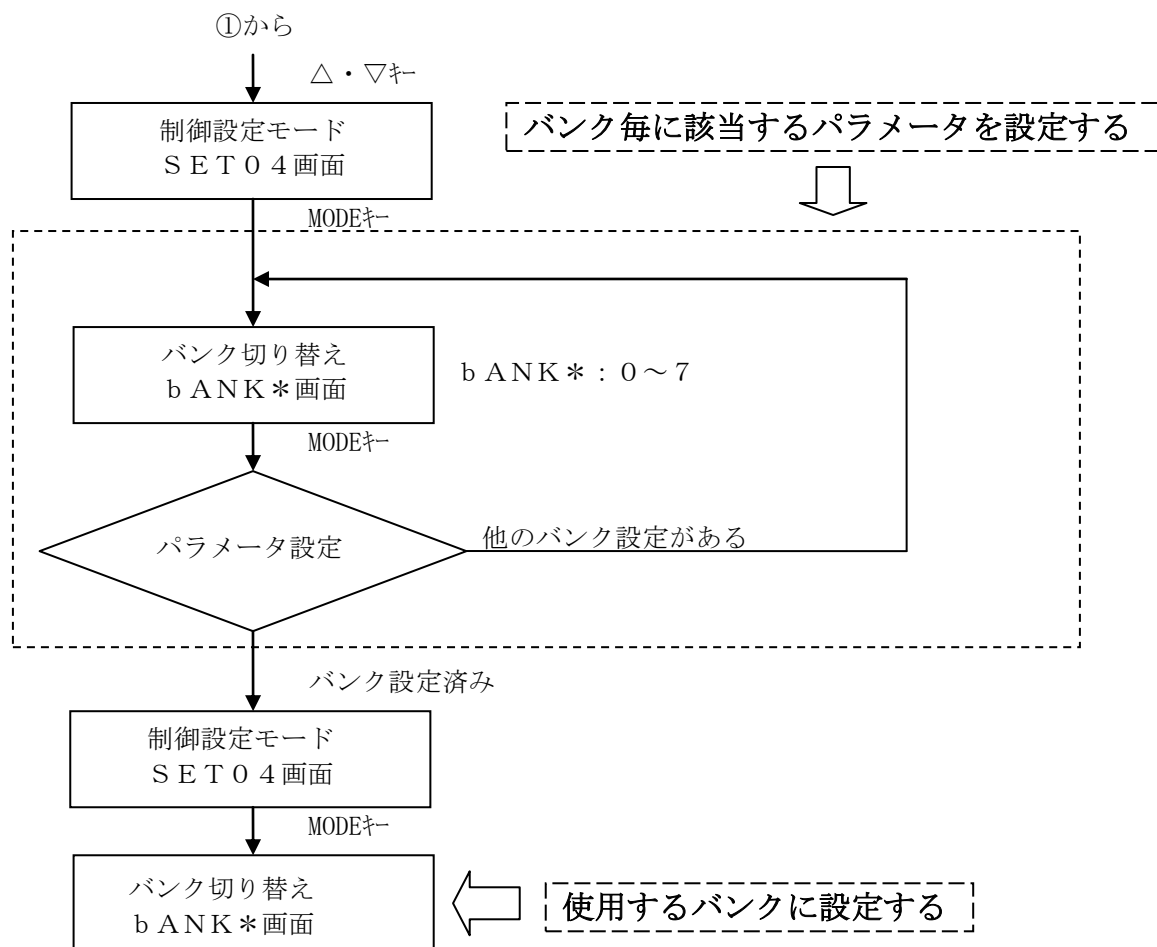 ①から
△・▽ｷｰ
制御設定モード
ＳＥＴ０４画面
バンク毎に該当するパラメータを設定する
MODEｷｰ
バンク切り替え
ｂＡＮＫ＊画面
ｂＡＮＫ＊：０～７
MODEｷｰ
パラメータ設定
他のバンク設定がある
バンク設定済み
制御設定モード
ＳＥＴ０４画面
MODEｷｰ
バンク切り替え
ｂＡＮＫ＊画面
使用するバンクに設定する